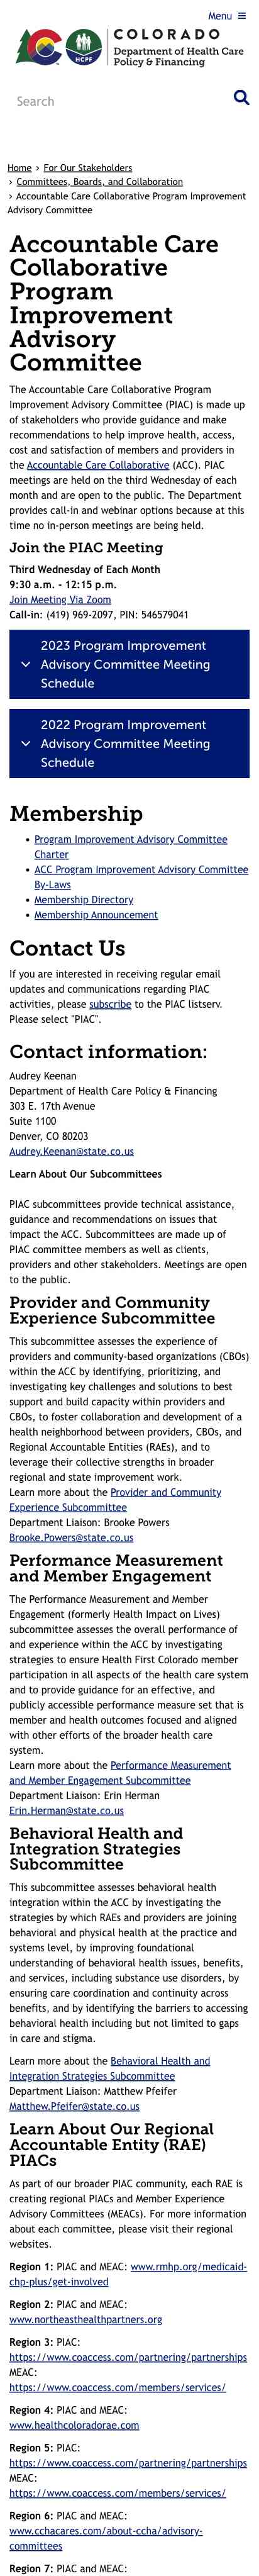 Menu ≡
HCPF
COLORADO
Department of Health Care
Policy & Financing
Search
Home › For Our Stakeholders
› Committees, Boards, and Collaboration
› Accountable Care Collaborative Program Improvement
Advisory Committee
Accountable Care
Collaborative
Program
Improvement
Advisory
Committee
The Accountable Care Collaborative Program
Improvement Advisory Committee (PIAC) is made up
of stakeholders who provide guidance and make
recommendations to help improve health, access,
cost and satisfaction of members and providers in
the Accountable Care Collaborative (ACC). PIAC
meetings are held on the third Wednesday of each
month and are open to the public. The Department
provides call-in and webinar options because at this
time no in-person meetings are being held.
Join the PIAC Meeting
Third Wednesday of Each Month
9:30 a.m. - 12:15 p.m.
Join Meeting Via Zoom
Call-in: (419) 969-2097, PIN: 546579041
2023 Program Improvement
Advisory Committee Meeting
Schedule
2022 Program Improvement
Advisory Committee Meeting
Schedule
Membership
• Program Improvement Advisory Committee
Charter
• ACC Program Improvement Advisory Committee
By-Laws
• Membership Directory
• Membership Announcement
Contact Us
If you are interested in receiving regular email
updates and communications regarding PIAC
activities, please subscribe to the PIAC listserv.
Please select "PIAC".
Contact information:
Audrey Keenan
Department of Health Care Policy & Financing
303 E. 17th Avenue
Suite 1100
Denver, CO 80203
Audrey.Keenan@state.co.us
Learn About Our Subcommittees
PIAC subcommittees provide technical assistance,
guidance and recommendations on issues that
impact the ACC. Subcommittees are made up of
PIAC committee members as well as clients,
providers and other stakeholders. Meetings are open
to the public.
Provider and Community
Experience Subcommittee
This subcommittee assesses the experience of
providers and community-based organizations (CBOs)
within the ACC by identifying, prioritizing, and
investigating key challenges and solutions to best
support and build capacity within providers and
CBOs, to foster collaboration and development of a
health neighborhood between providers, CBOs, and
Regional Accountable Entities (RAEs), and to
leverage their collective strengths in broader
regional and state improvement work.
Learn more about the Provider and Community
Experience Subcommittee
Department Liaison: Brooke Powers
Brooke.Powers@state.co.us
Performance Measurement
and Member Engagement
The Performance Measurement and Member
Engagement (formerly Health Impact on Lives)
subcommittee assesses the overall performance of
and experience within the ACC by investigating
strategies to ensure Health First Colorado member
participation in all aspects of the health care system
and to provide guidance for an effective, and
publicly accessible performance measure set that is
member and health outcomes focused and aligned
with other efforts of the broader health care
system.
Learn more about the Performance Measurement
and Member Engagement Subcommittee
Department Liaison: Erin Herman
Erin.Herman@state.co.us
Behavioral Health and
Integration Strategies
Subcommittee
This subcommittee assesses behavioral health
integration within the ACC by investigating the
strategies by which RAEs and providers are joining
behavioral and physical health at the practice and
systems level, by improving foundational
understanding of behavioral health issues, benefits,
and services, including substance use disorders, by
ensuring care coordination and continuity across
benefits, and by identifying the barriers to accessing
behavioral health including but not limited to gaps
in care and stigma.
Learn more about the Behavioral Health and
Integration Strategies Subcommittee
Department Liaison: Matthew Pfeifer
Matthew.Pfeifer@state.co.us
Learn About Our Regional
Accountable Entity (RAE)
PIACs
As part of our broader PIAC community, each RAE is
creating regional PIACs and Member Experience
Advisory Committees (MEACs). For more information
about each committee, please visit their regional
websites.
Region 1: PIAC and MEAC: www.rmhp.org/medicaid-
chp-plus/get-involved
Region 2: PIAC and MEAC:
www.northeasthealthpartners.org
Region 3: PIAC:
https://www.coaccess.com/partnering/partnerships
MEAC:
https://www.coaccess.com/members/services/
Region 4: PIAC and MEAC:
www.healthcoloradorae.com
Region 5: PIAC:
https://www.coaccess.com/partnering/partnerships
MEAC:
https://www.coaccess.com/members/services/
Region 6: PIAC and MEAC:
www.cchacares.com/about-ccha/advisory-
committees
Region 7: PIAC and MEAC: